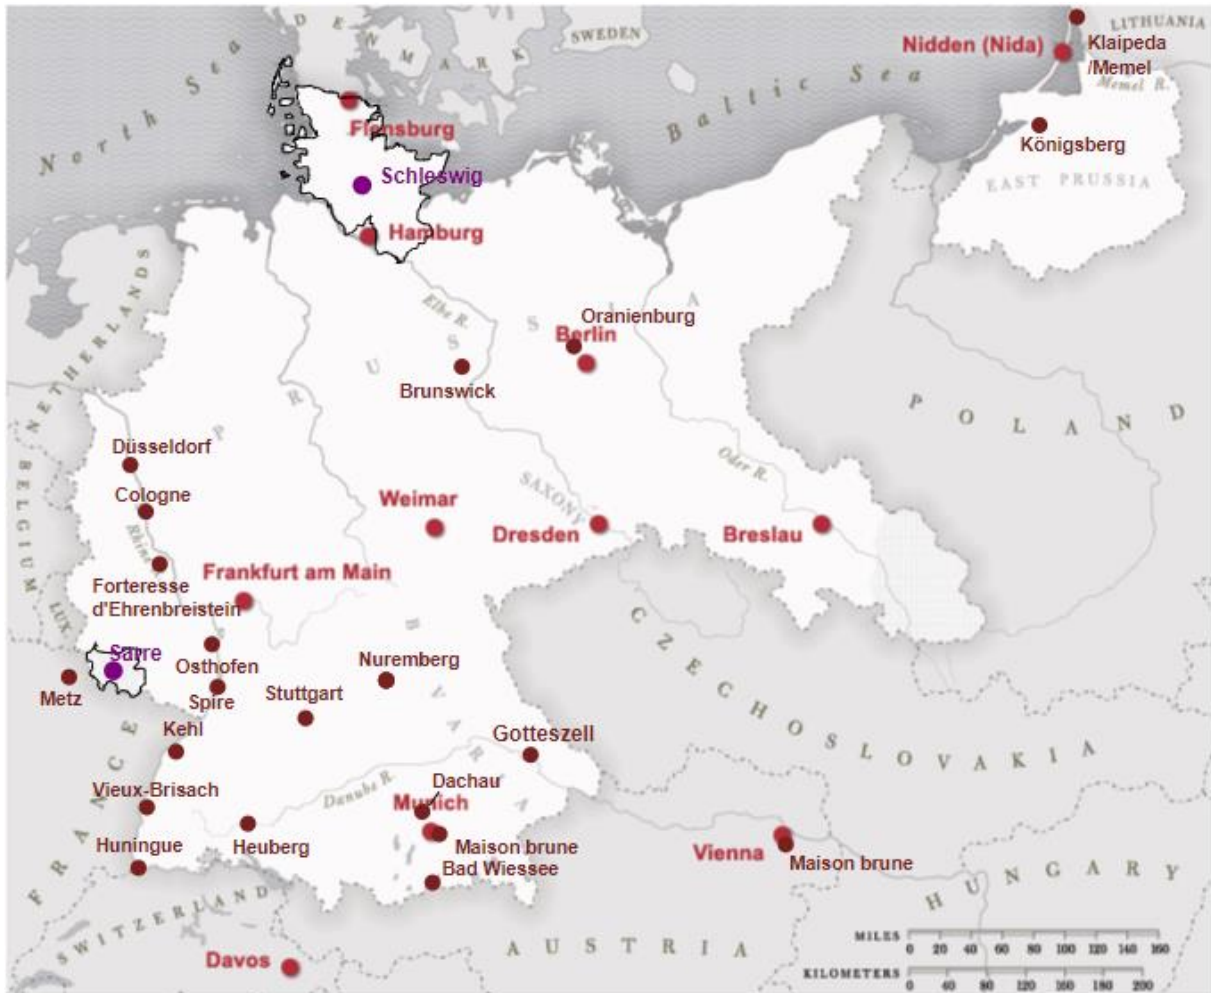 DENMARK
SWEDEN
LITHUANIA
North Sea
Baltic Sea
Nidden (Nida)
Klaipeda
/Memel
Memel R.
Flensburg
Königsberg
Schleswig
EAST PRUSSIA
Hamburg
NETHERLANDS
Elbe R.
PRUSSIA
Oranienburg
Berlin
Brunswick
POLAND
Düsseldorf
BELGIUM
Oder R.
Cologne
Weimar
SAXONY
Rhine
Dresden
Breslau
Frankfurt am Main
Forteresse
d'Ehrenbreistein
LUX.
CZECHOSLOVAKIA
BAVARIA
Sarre
Osthofen
Nuremberg
Metz
Spire
Stuttgart
Kehl
Gotteszell
FRANCE
Danube R.
Dachau
Vieux-Brisach
Munich
Huningue
Heuberg
Maison brune
Bad Wiessee
Vienna
Maison brune
HUNGARY
SWITZERLAND
AUSTRIA
Davos
MILES
0 20 40 60 80 100 120 140 160
KILOMETERS
0 40 80 120 160 200